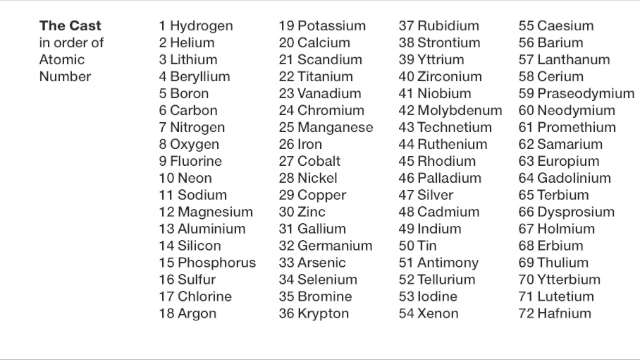 The Cast
in order of
Atomic
Number
1 Hydrogen
2 Helium
3 Lithium
4 Beryllium
5 Boron
6 Carbon
7 Nitrogen
8 Oxygen
9 Fluorine
10 Neon
11 Sodium
12 Magnesium
13 Aluminium
14 Silicon
15 Phosphorus
16 Sulfur
17 Chlorine
18 Argon
19 Potassium
20 Calcium
21 Scandium
22 Titanium
23 Vanadium
24 Chromium
25 Manganese
26 Iron
27 Cobalt
28 Nickel
29 Copper
30 Zinc
31 Gallium
32 Germanium
33 Arsenic
34 Selenium
35 Bromine
36 Krypton
37 Rubidium
38 Strontium
39 Yttrium
40 Zirconium
41 Niobium
42 Molybdenum
43 Technetium
44 Ruthenium
45 Rhodium
46 Palladium
47 Silver
48 Cadmium
49 Indium
50 Tin
51 Antimony
52 Tellurium
53 Iodine
54 Xenon
55 Caesium
56 Barium
57 Lanthanum
58 Cerium
59 Praseodymium
60 Neodymium
61 Promethium
62 Samarium
63 Europium
64 Gadolinium
65 Terbium
66 Dysprosium
67 Holmium
68 Erbium
69 Thulium
70 Ytterbium
71 Lutetium
72 Hafnium